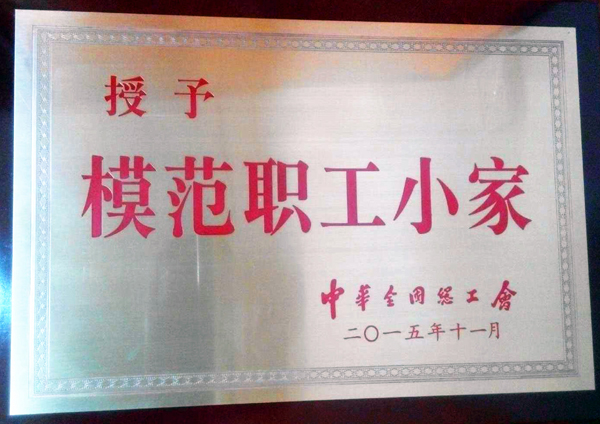 授予
模范职工小家
中华全国总工會
二〇一五年十一月